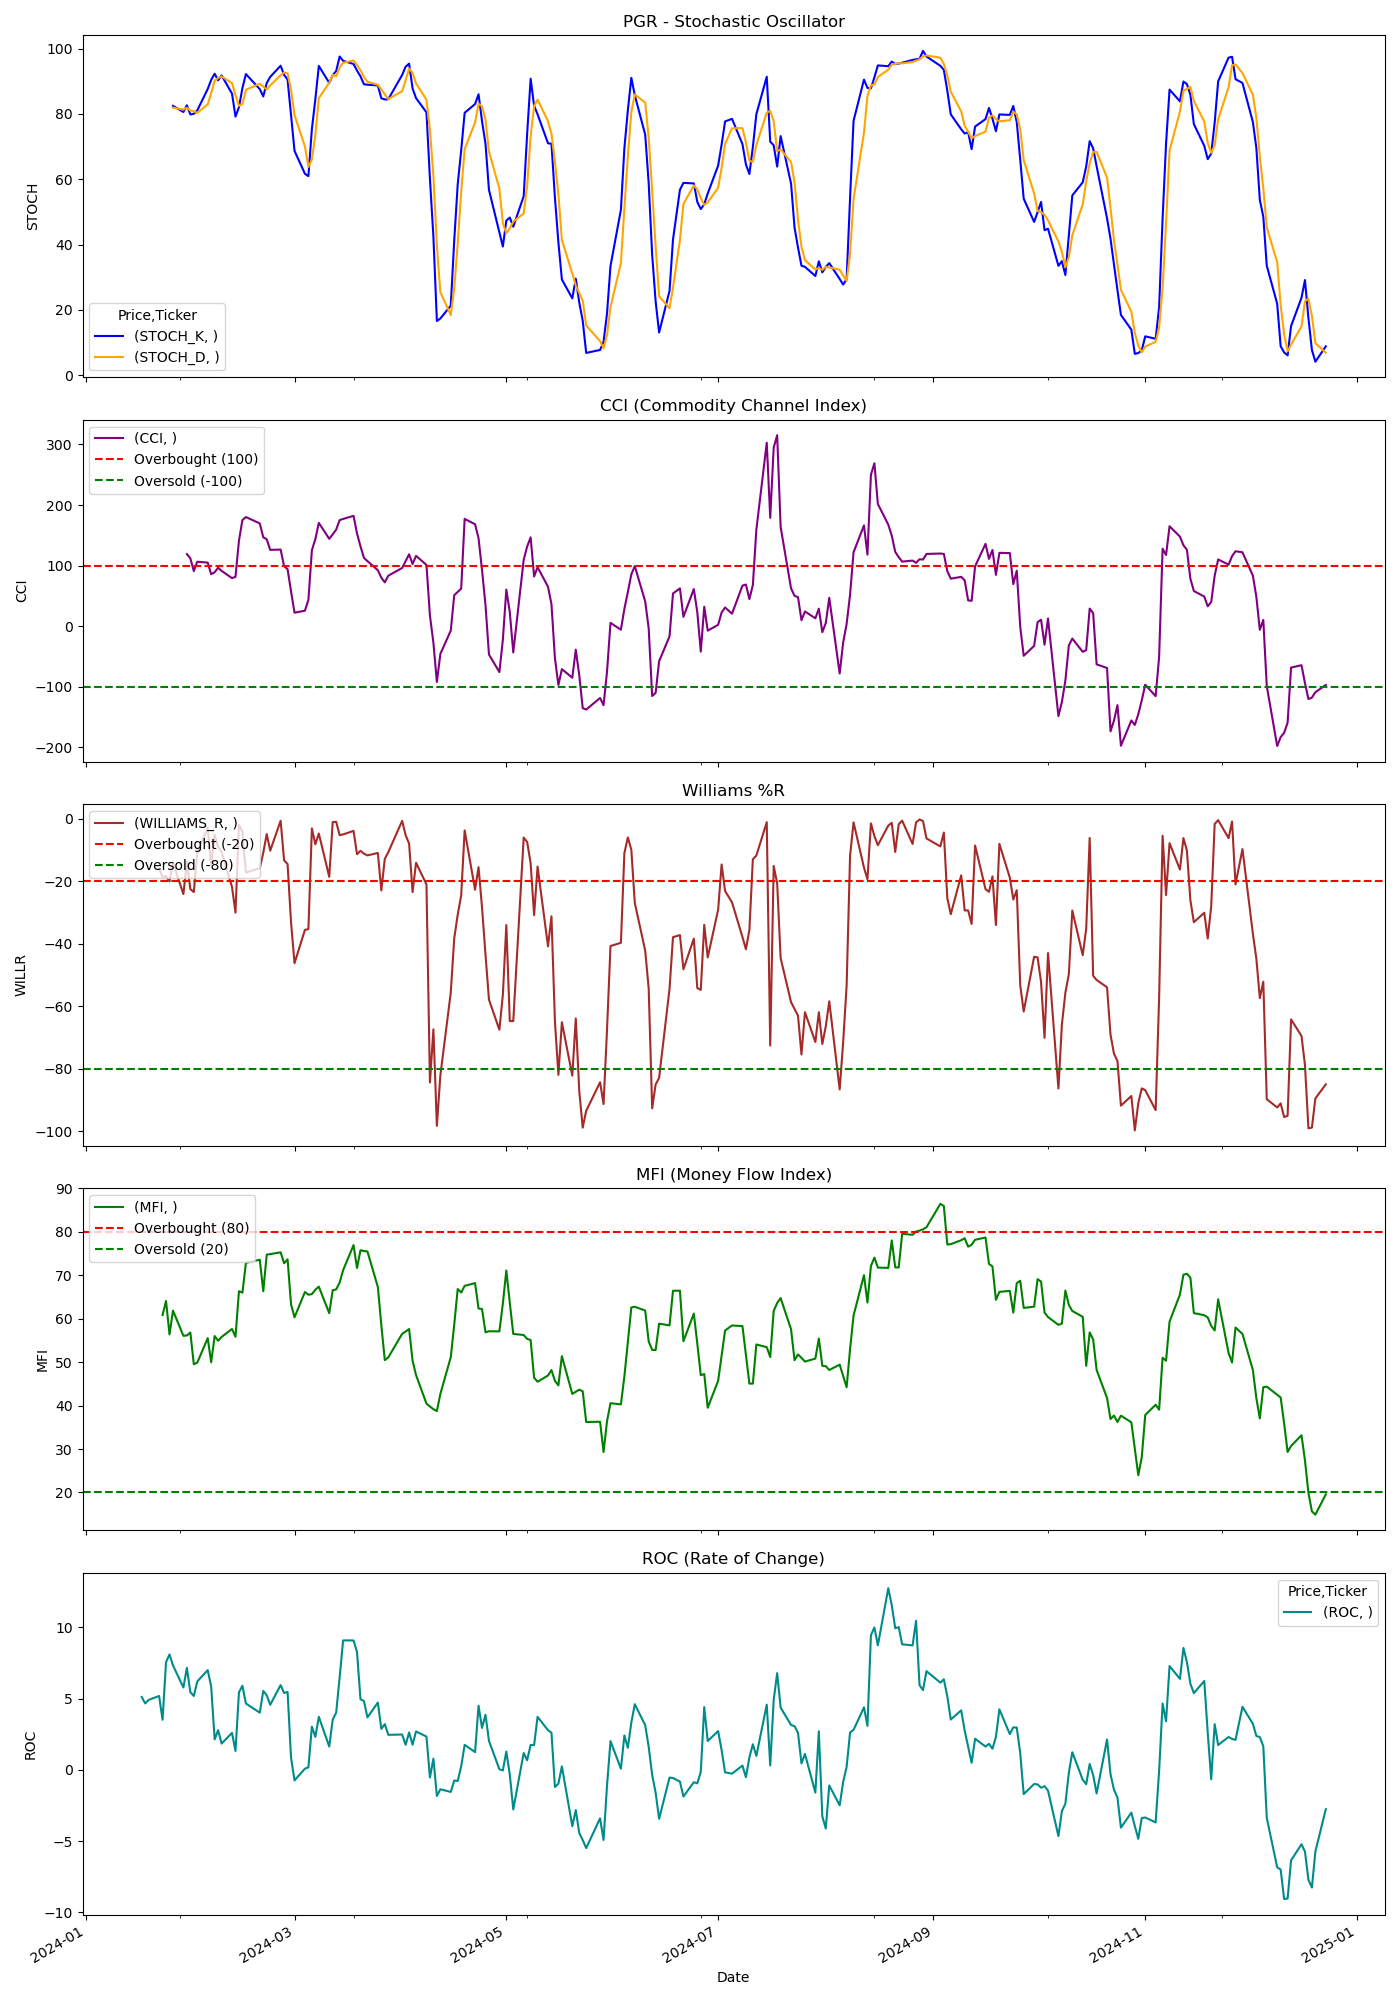 PGR - Stochastic Oscillator
100
80
60
40
20
0
STOCH
Price,Ticker
(STOCH_K, )
(STOCH_D, )
CCI (Commodity Channel Index)
300
200
100
0
−100
−200
CCI
(CCI, )
Overbought (100)
Oversold (-100)
Williams %R
0
−20
−40
−60
−80
−100
WILLR
(WILLIAMS_R, )
Overbought (-20)
Oversold (-80)
MFI (Money Flow Index)
90
80
70
60
50
40
30
20
MFI
(MFI, )
Overbought (80)
Oversold (20)
ROC (Rate of Change)
10
5
0
−5
−10
ROC
Price,Ticker
(ROC, )
2024-01
2024-03
2024-05
2024-07
2024-09
2024-11
2025-01
Date